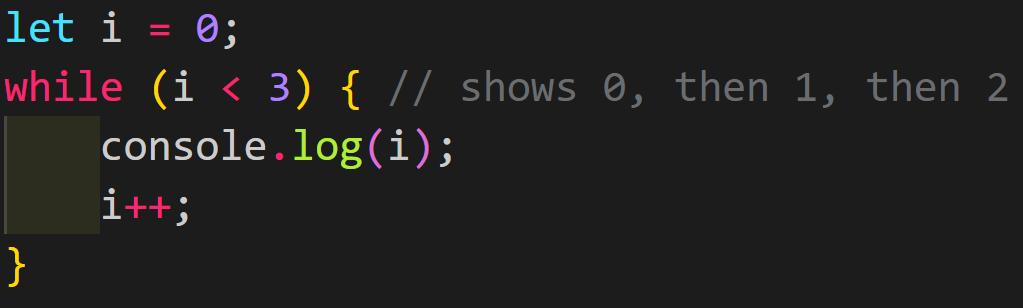 let i = 0;
while (i < 3) { // shows 0, then 1, then 2
    console.log(i);
    i++;
}